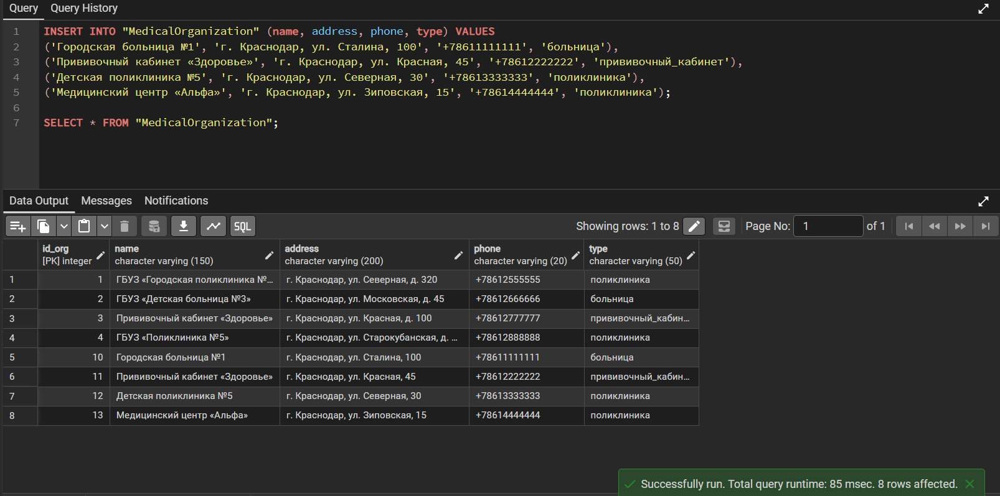 Query Query History
1 INSERT INTO "MedicalOrganization" (name, address, phone, type) VALUES
2 ('Городская больница №1', 'г. Краснодар, ул. Сталина, 100', '+78611111111', 'больница'),
3 ('Прививочный кабинет «Здоровье»', 'г. Краснодар, ул. Красная, 45', '+78612222222', 'прививочный_кабинет'),
4 ('Детская поликлиника №5', 'г. Краснодар, ул. Северная, 30', '+78613333333', 'поликлиника'),
5 ('Медицинский центр «Альфа»', 'г. Краснодар, ул. Зиповская, 15', '+78614444444', 'поликлиника');
6
7 SELECT * FROM "MedicalOrganization";
Data Output Messages Notifications
SQL Showing rows: 1 to 8 Page No: 1 of 1
id_org name address phone type
[PK] integer character varying (150) character varying (200) character varying (20) character varying (50)
1 1 ГБУЗ «Городская поликлиника №... г. Краснодар, ул. Северная, д. 320 +78612555555 поликлиника
2 2 ГБУЗ «Детская больница №3» г. Краснодар, ул. Московская, д. 45 +78612666666 больница
3 3 Прививочный кабинет «Здоровье» г. Краснодар, ул. Красная, д. 100 +78612777777 прививочный_кабин...
4 4 ГБУЗ «Поликлиника №5» г. Краснодар, ул. Старокубанская, д. ... +78612888888 поликлиника
5 10 Городская больница №1 г. Краснодар, ул. Сталина, 100 +78611111111 больница
6 11 Прививочный кабинет «Здоровье» г. Краснодар, ул. Красная, 45 +78612222222 прививочный_кабин...
7 12 Детская поликлиника №5 г. Краснодар, ул. Северная, 30 +78613333333 поликлиника
8 13 Медицинский центр «Альфа» г. Краснодар, ул. Зиповская, 15 +78614444444 поликлиника
Successfully run. Total query runtime: 85 msec. 8 rows affected.